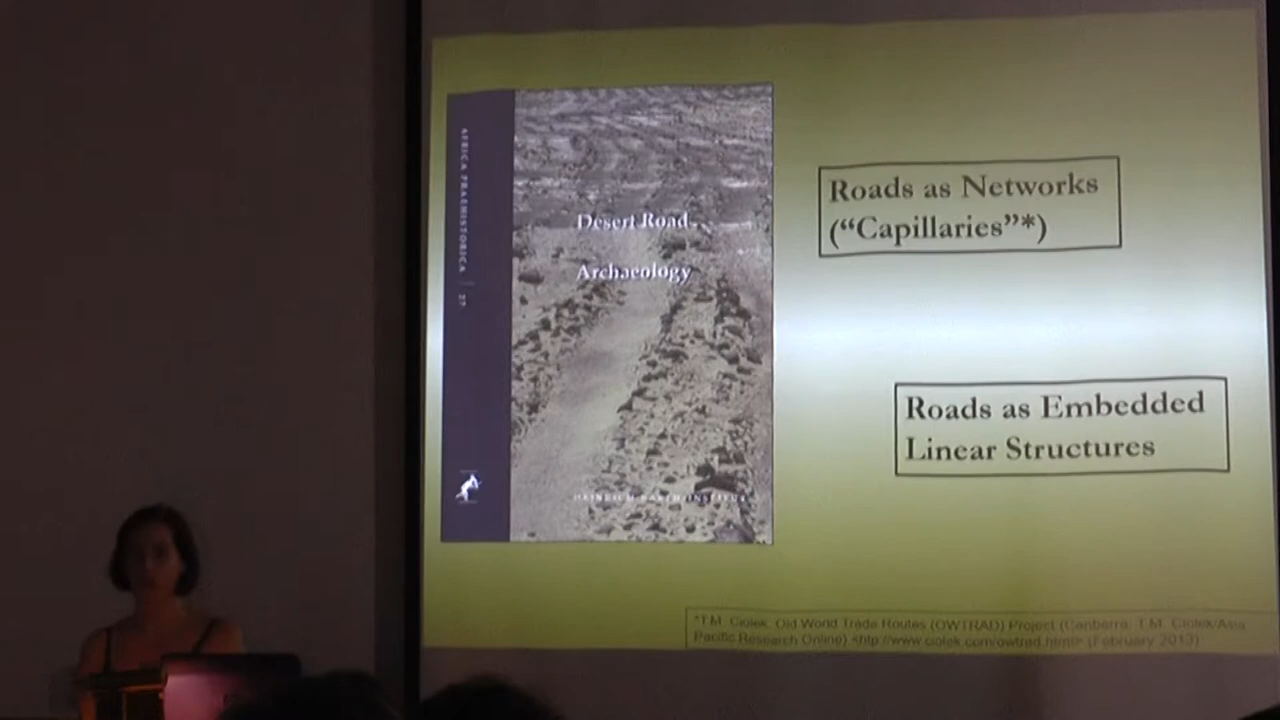 AFRICA PRAEHISTORICA | 27
Desert Road
Archaeology
HEINRICH-BARTH-INSTITUT
Roads as Networks
(“Capillaries”*)
Roads as Embedded
Linear Structures
*T.M. Ciolek. Old World Trade Routes (OWTRAD) Project (Canberra: T.M. Ciolek/Asia
Pacific Research Online) <http://www.ciolek.com/owtrad.html> (February 2013)